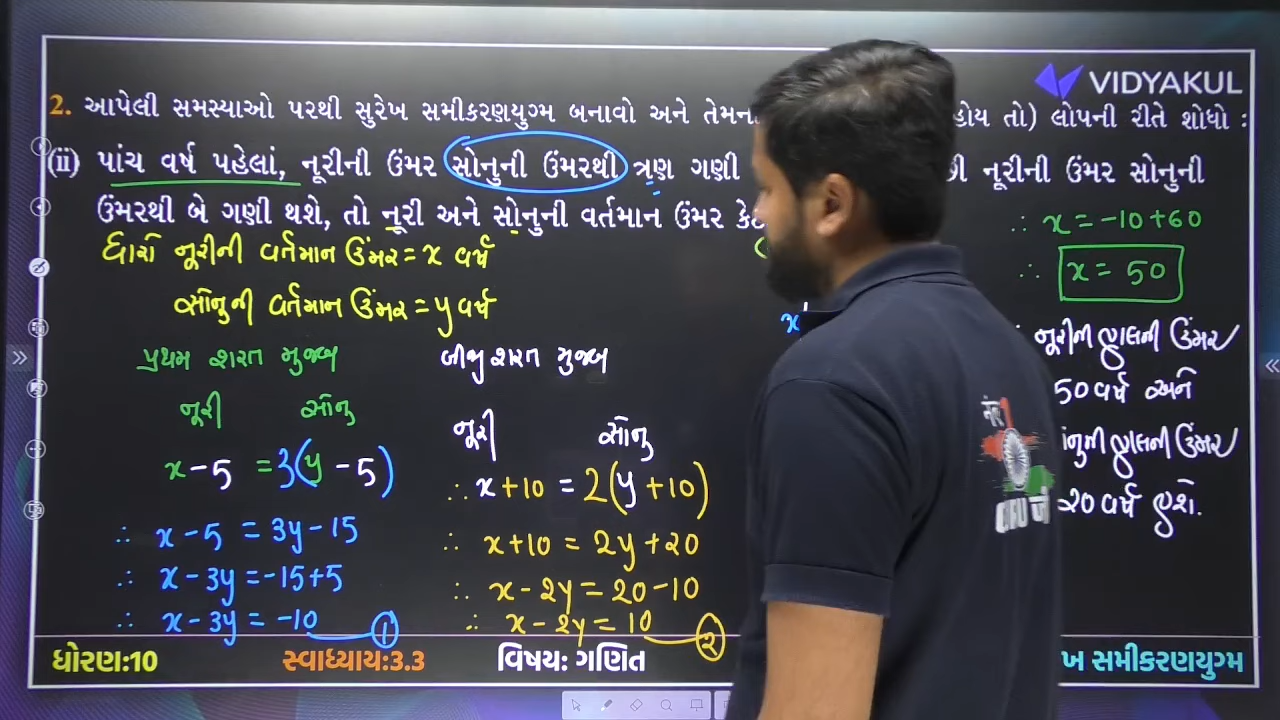 VIDYAKUL
2. આપેલી સમસ્યાઓ પરથી સુરેખ સમીકરણયુગ્મ બનાવો અને તેમના હોય તો) લોપની રીતે શોધો :
(ii) પાંચ વર્ષ પહેલાં, નૂરીની ઉંમર સોનુની ઉંમરથી ત્રણ ગણી નૂરીની ઉંમર સોનુની
ઉંમરથી બે ગણી થશે, તો નૂરી અને સોનુની વર્તમાન ઉંમર
ધારો નૂરીની વર્તમાન ઉંમર = x વર્ષ
સોનુની વર્તમાન ઉંમર = y વર્ષ
પ્રથમ શરત મુજબ
નૂરી સોનુ
x - 5 = 3(y - 5)
∴ x - 5 = 3y - 15
∴ x - 3y = -15+5
∴ x - 3y = -10 ①
બીજી શરત મુજબ
નૂરી સોનુ
∴ x + 10 = 2(y + 10)
∴ x + 10 = 2y + 20
∴ x - 2y = 20 - 10
∴ x - 2y = 10 ②
x
∴ x = -10 + 60
∴ x = 50
નૂરીની હાલની ઉંમર
50 વર્ષ અને
હાલની ઉંમર
20 વર્ષ હશે.
ધોરણ:10 સ્વાધ્યાય:3.3 વિષય: ગણિત સમીકરણયુગ્મ